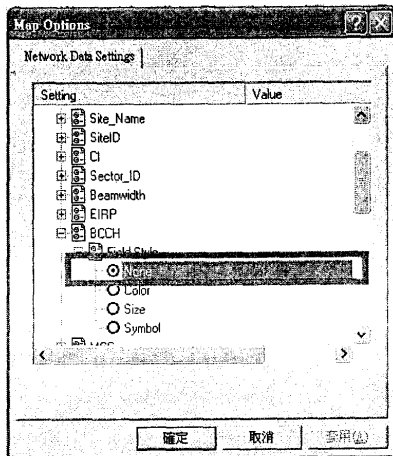 Map Options
Network Data Settings
Setting Value
Site_Name
SiteID
CI
Sector_ID
Beamwidth
EIRP
BCCH
Field Style
None
Color
Size
Symbol
確定 取消 套用(A)